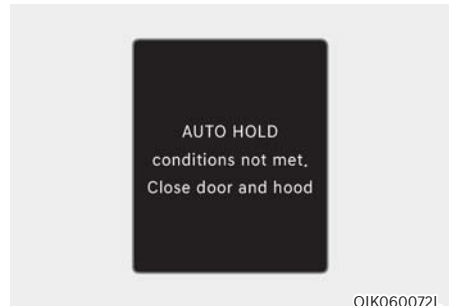 AUTO HOLD
conditions not met.
Close door and hood
OIK060072L